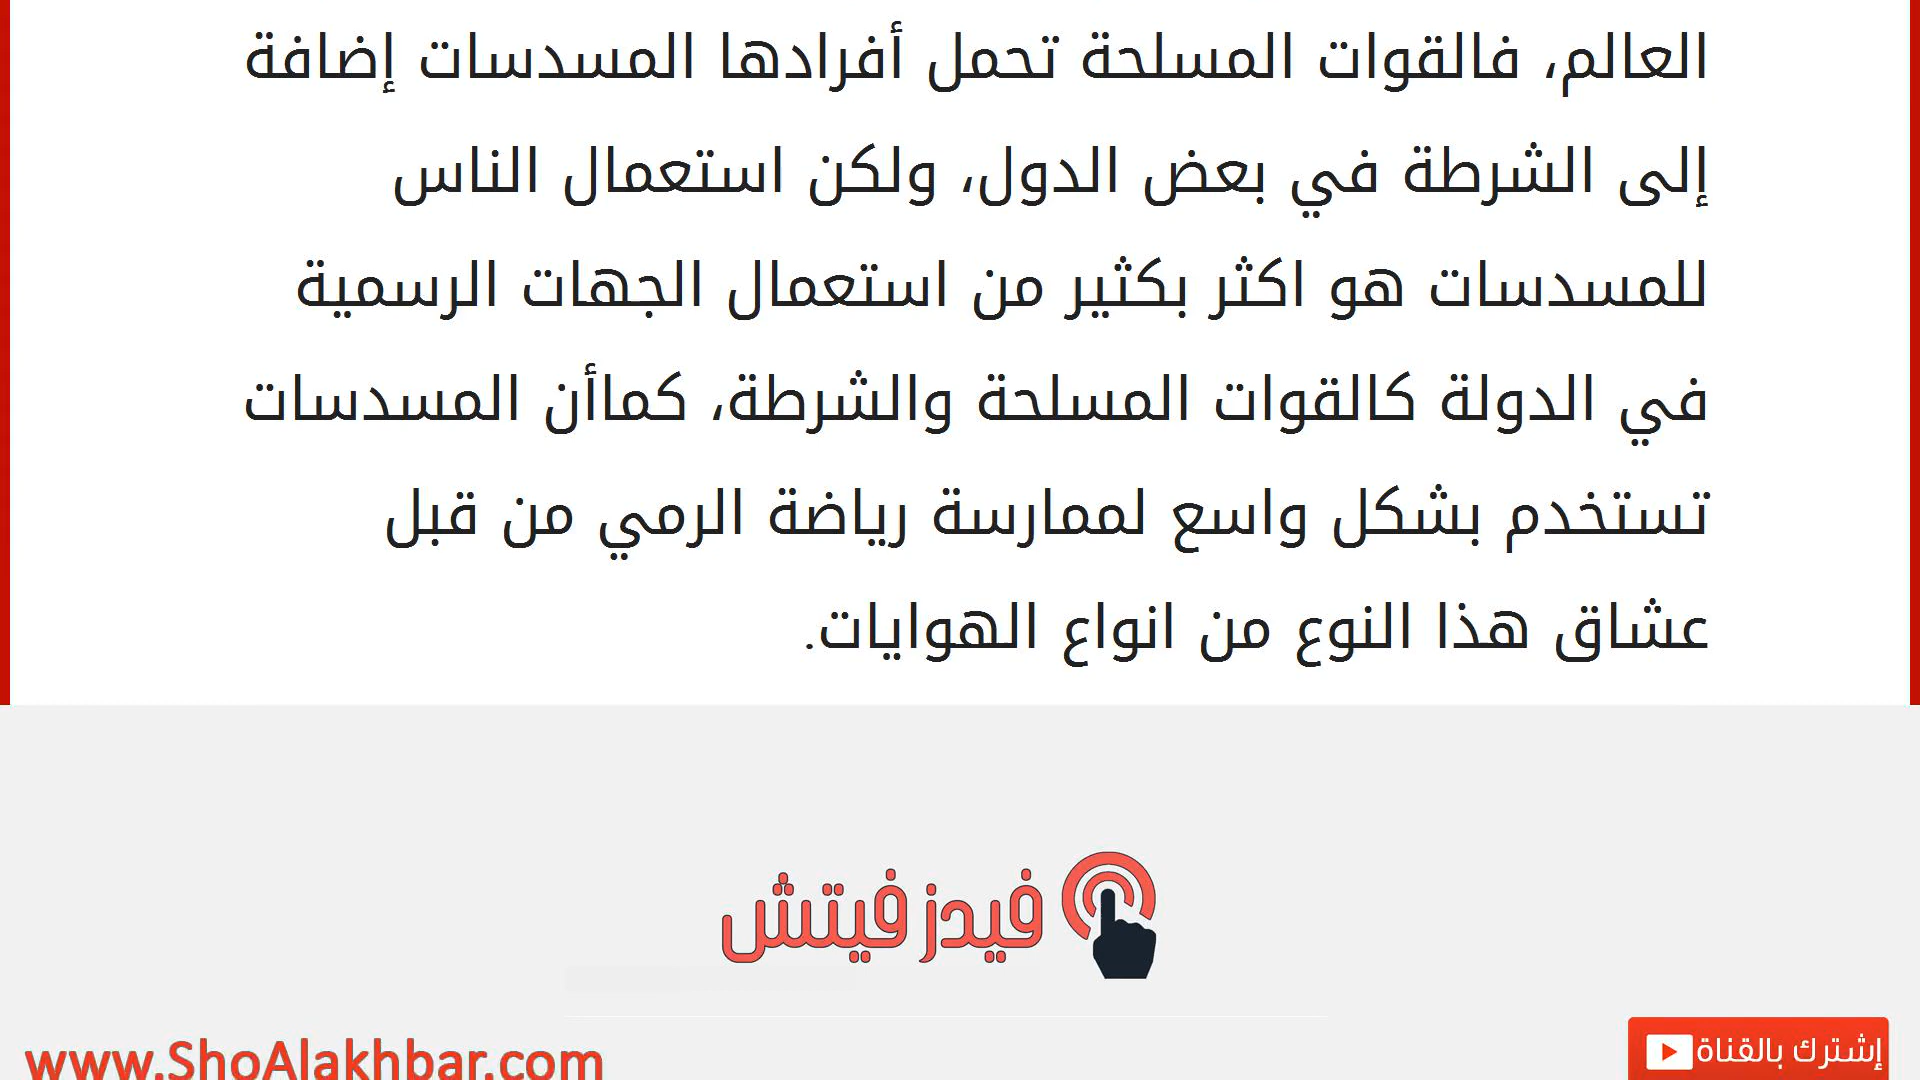 العالم، فالقوات المسلحة تحمل أفرادها المسدسات إضافة
إلى الشرطة في بعض الدول، ولكن استعمال الناس
للمسدسات هو اكثر بكثير من استعمال الجهات الرسمية
في الدولة كالقوات المسلحة والشرطة، كماأن المسدسات
تستخدم بشكل واسع لممارسة رياضة الرمي من قبل
عشاق هذا النوع من انواع الهوايات.
فيدز فيتش
www.ShoAlakhbar.com
إشترك بالقناة